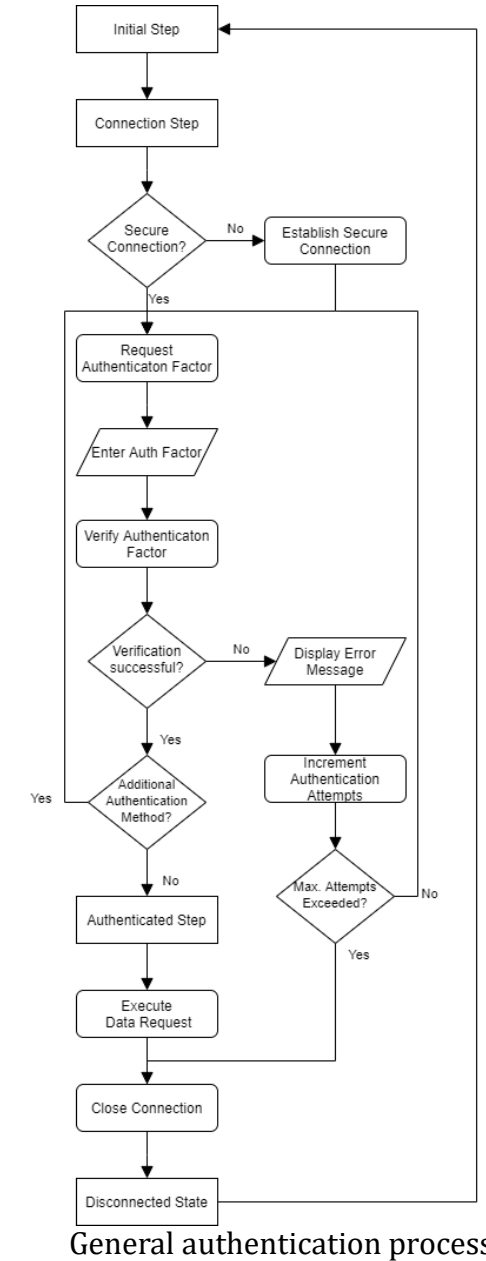 Initial Step
Connection Step
Secure
Connection?
No
Establish Secure
Connection
Yes
Request
Authenticaton Factor
Enter Auth Factor
Verify Authenticaton
Factor
Verification
successful?
No
Display Error
Message
Yes
Increment
Authentication
Attempts
Additional
Authentication
Method?
Yes
No
Max. Attempts
Exceeded?
No
Yes
Authenticated Step
Execute
Data Request
Close Connection
Disconnected State
General authentication process